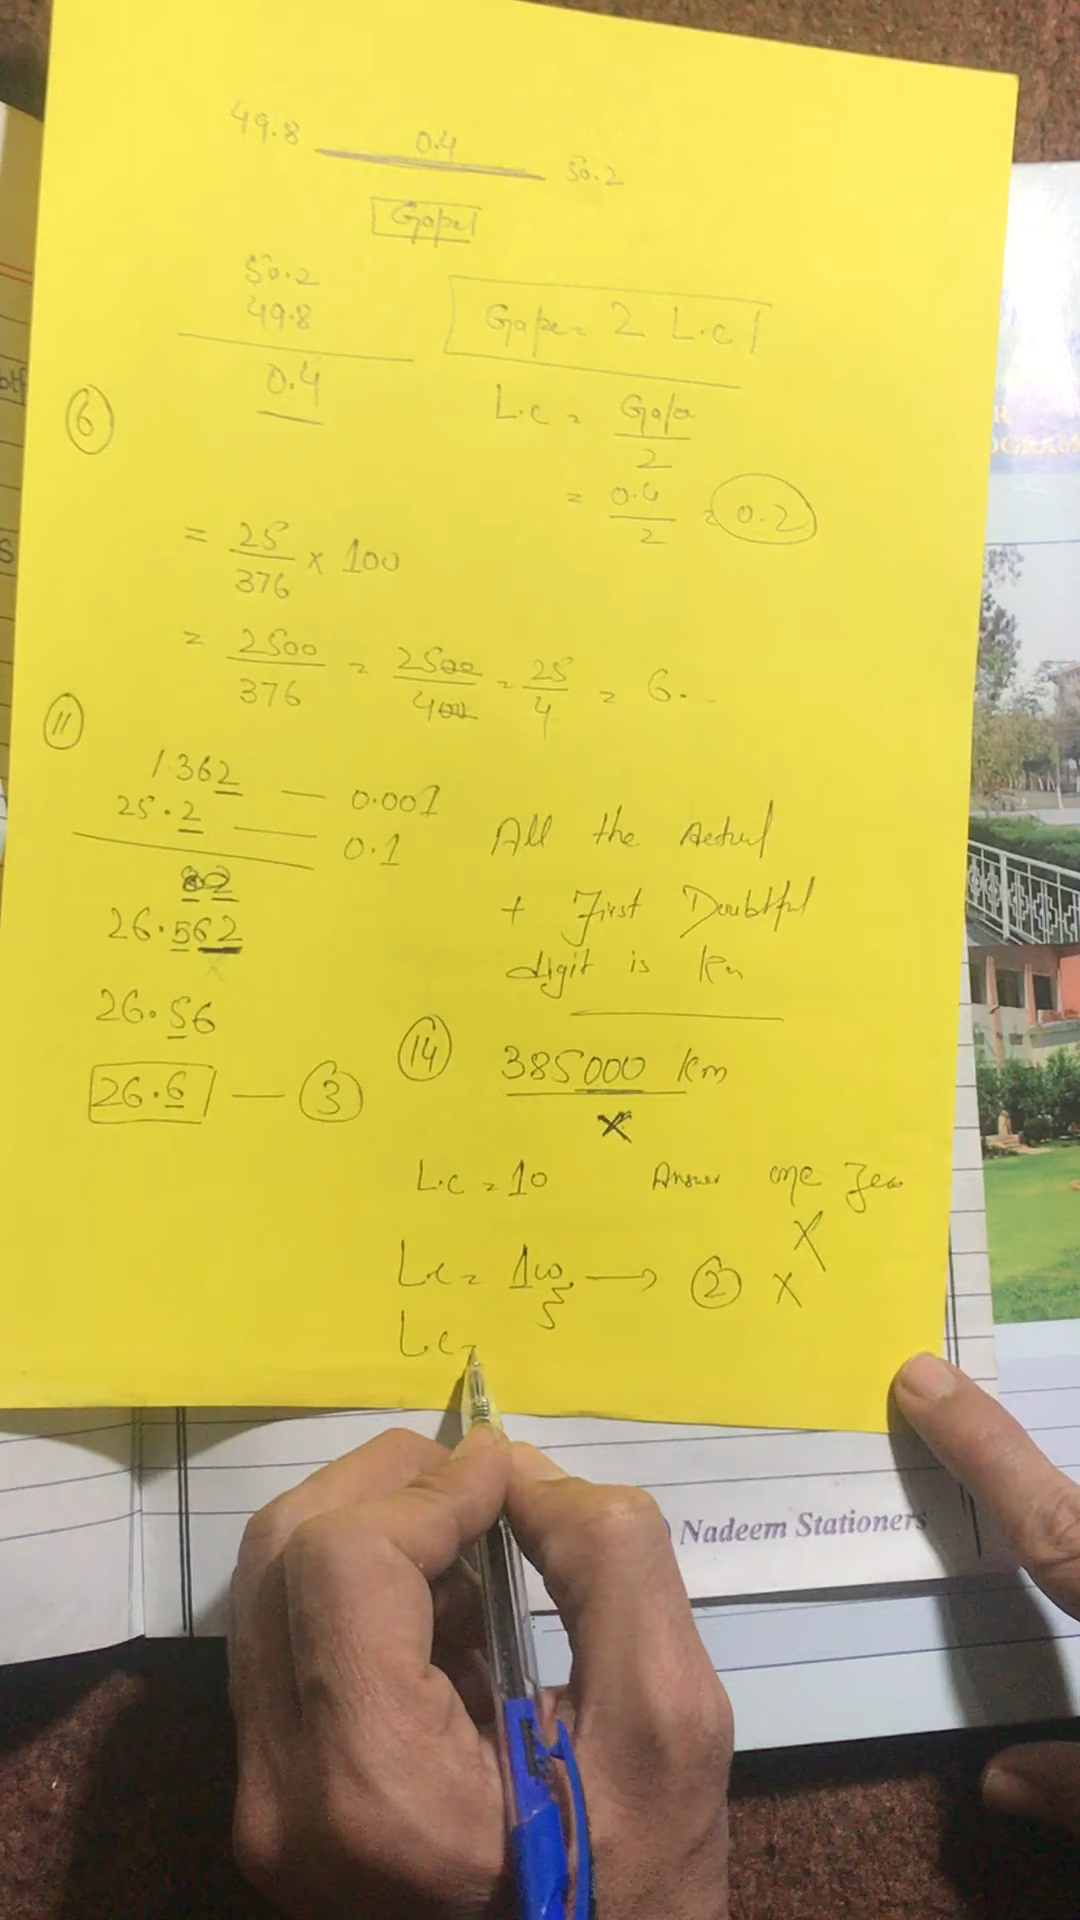 49.8 0.4 50.2
Gape
50.2
49.8
0.4
Gape = 2 L.C
L.C = Gape / 2
= 0.4 / 2 = 0.2
6
= 25 / 376 × 100
= 2500 / 376 = 2500 / 400 = 25 / 4 = 6.
11
1.362 — 0.001
25.2 — 0.1
26.562
26.56
26.6 — 3
All the Actual
+ First Doubtful
digit is
14
385000 km
×
L.C = 10 Answer one Zero
×
L.C = 100 → 2 ×
L.C =
Nadeem Stationers